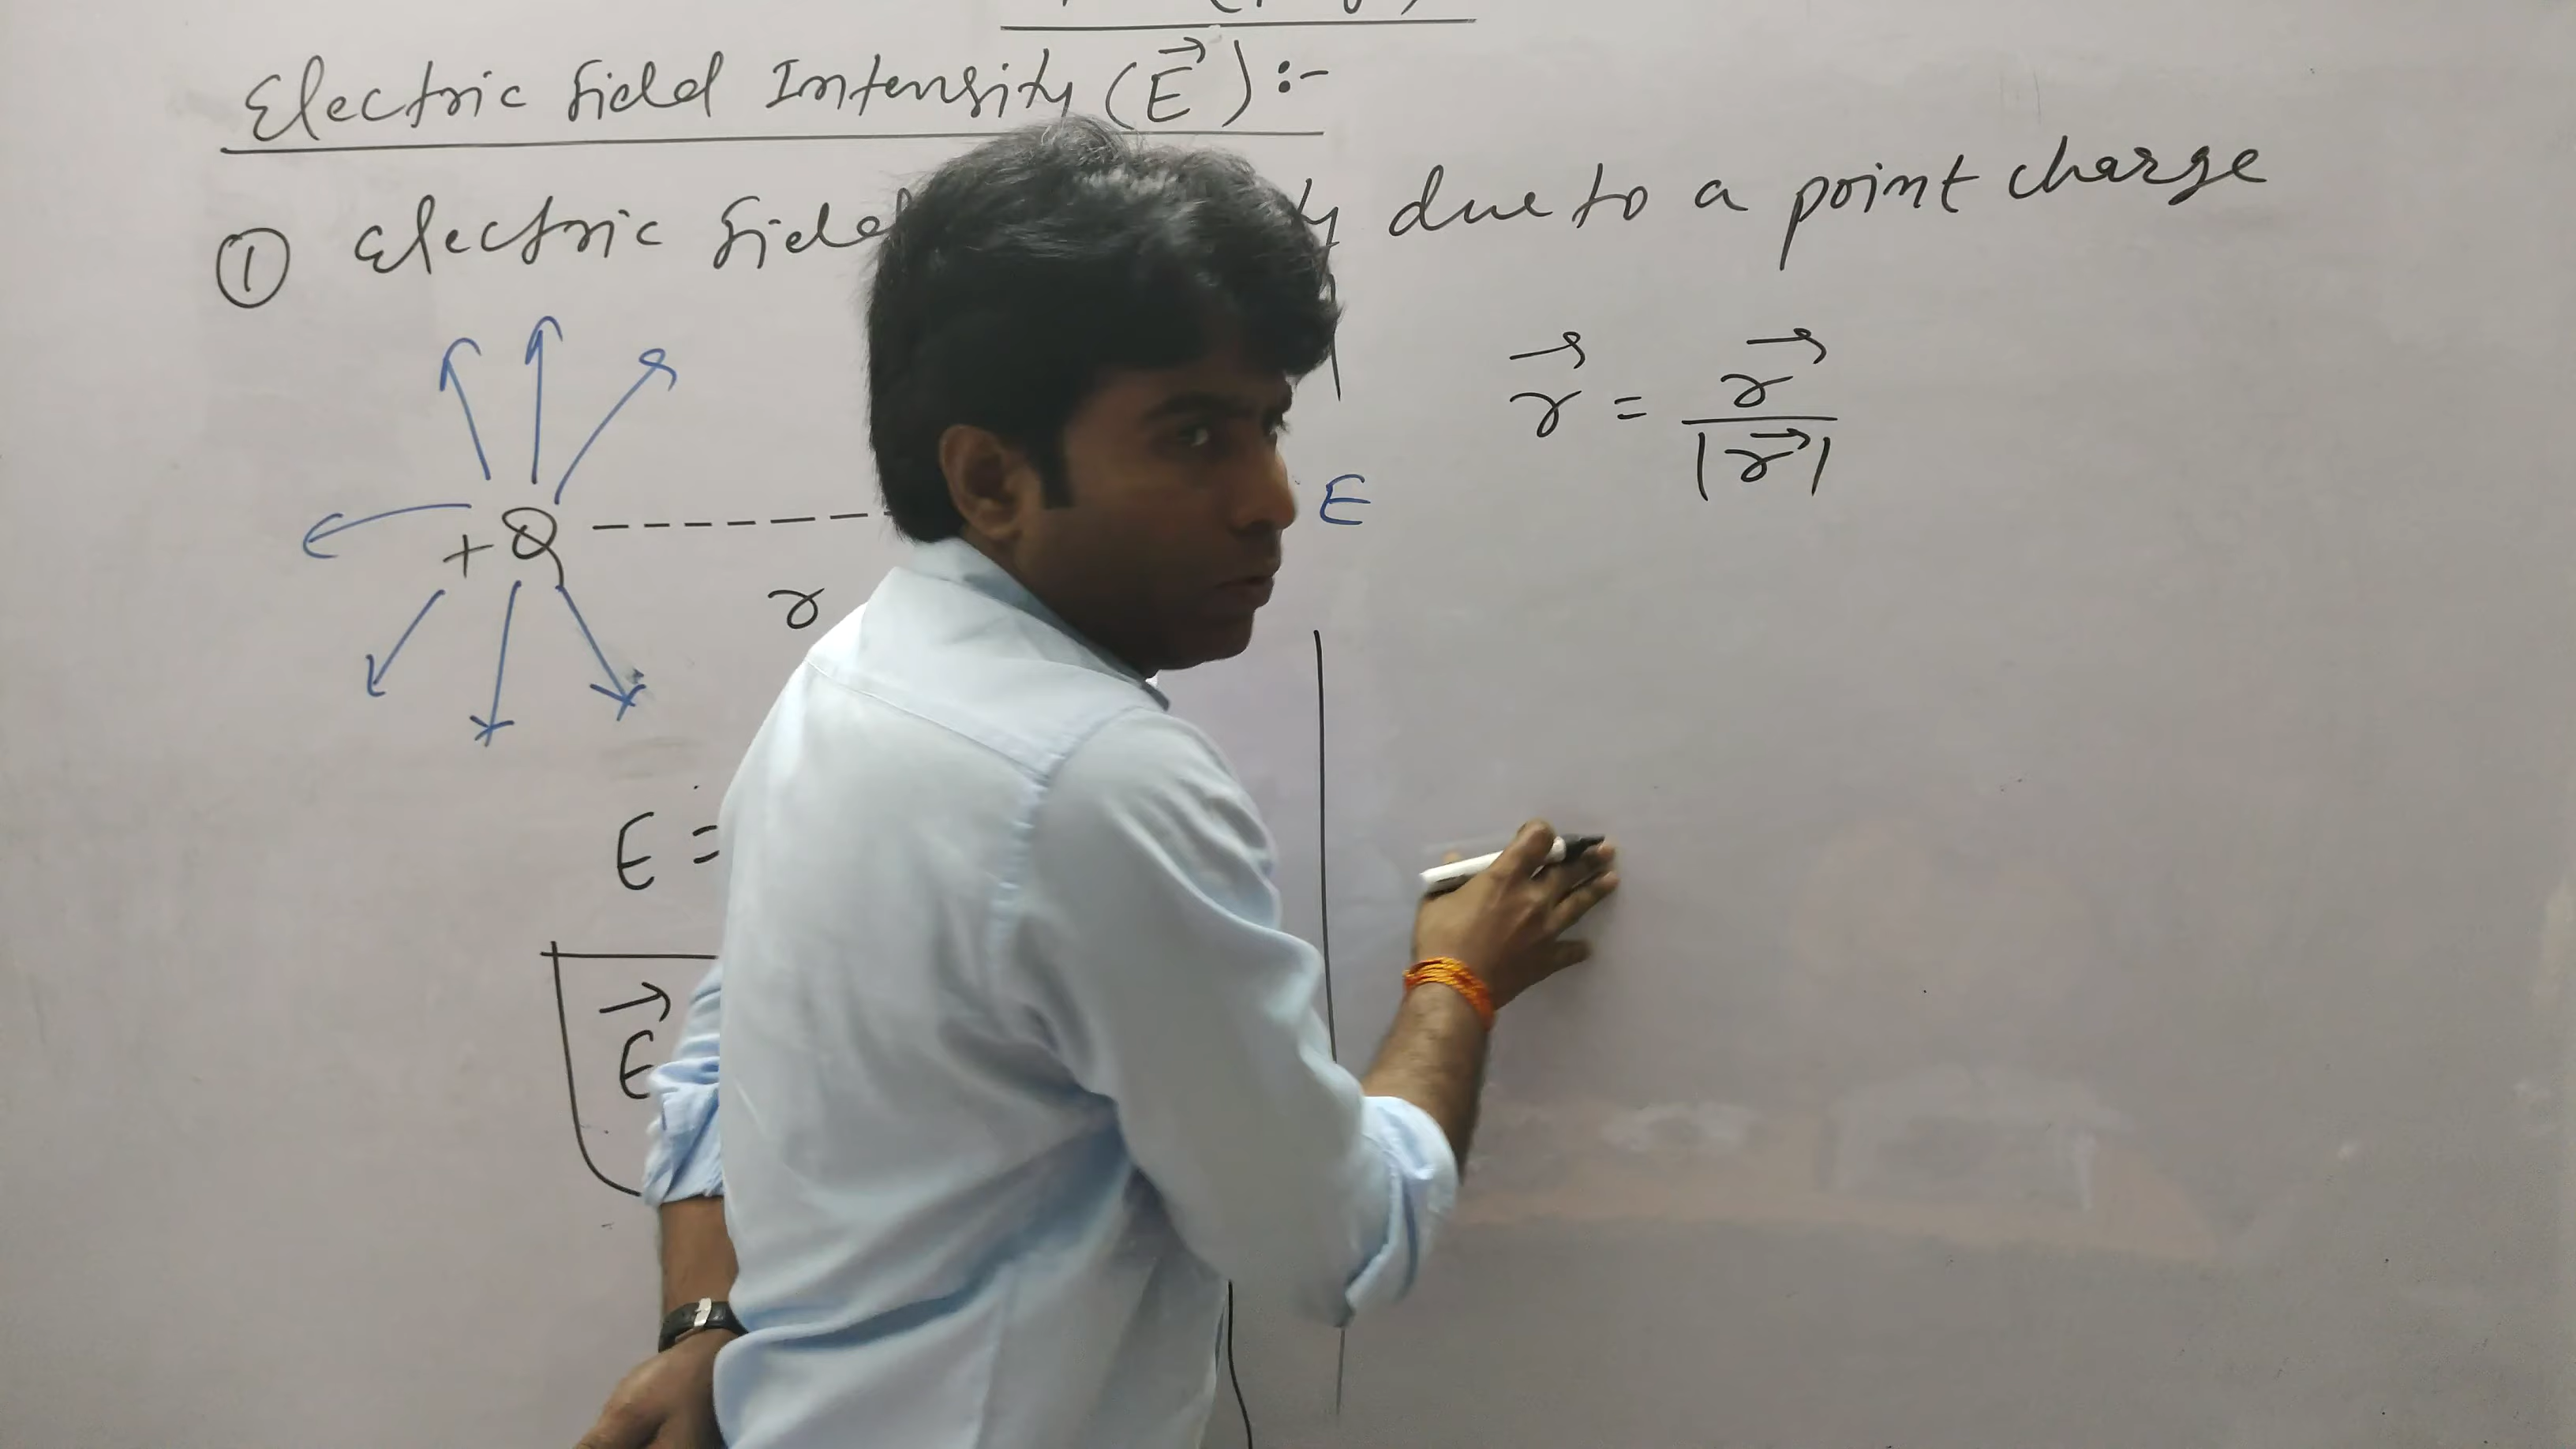 Electric field Intensity (E⃗) :-
① Electric field due to a point charge
r⃗ = r⃗ / |r⃗|
+Q
E
r
E =
E⃗